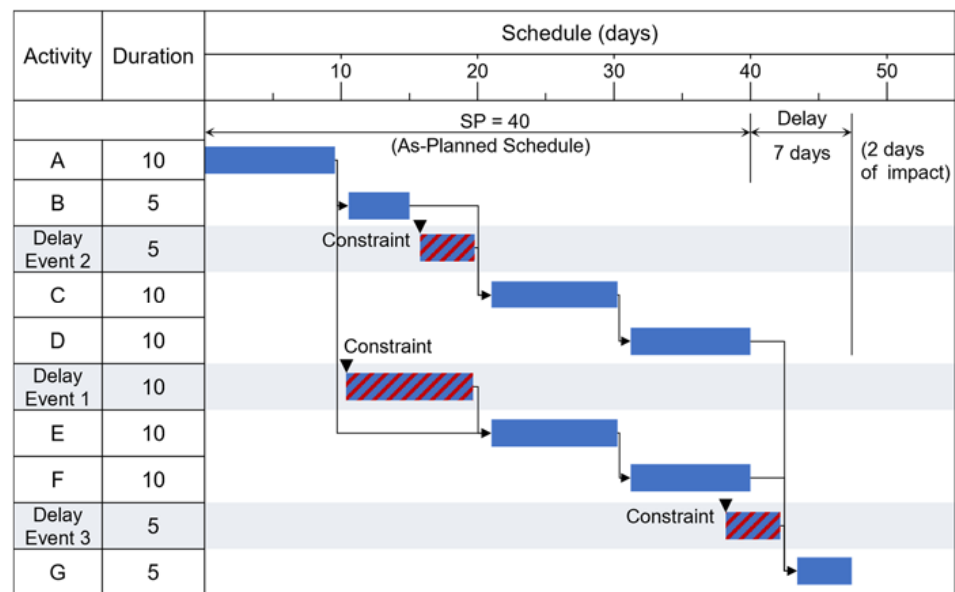 Activity Duration Schedule (days)
10 20 30 40 50
SP = 40
(As-Planned Schedule)
Delay
7 days
(2 days
of impact)
A 10
B 5
Constraint
Delay
Event 2 5
C 10
D 10
Constraint
Delay
Event 1 10
E 10
F 10
Constraint
Delay
Event 3 5
G 5